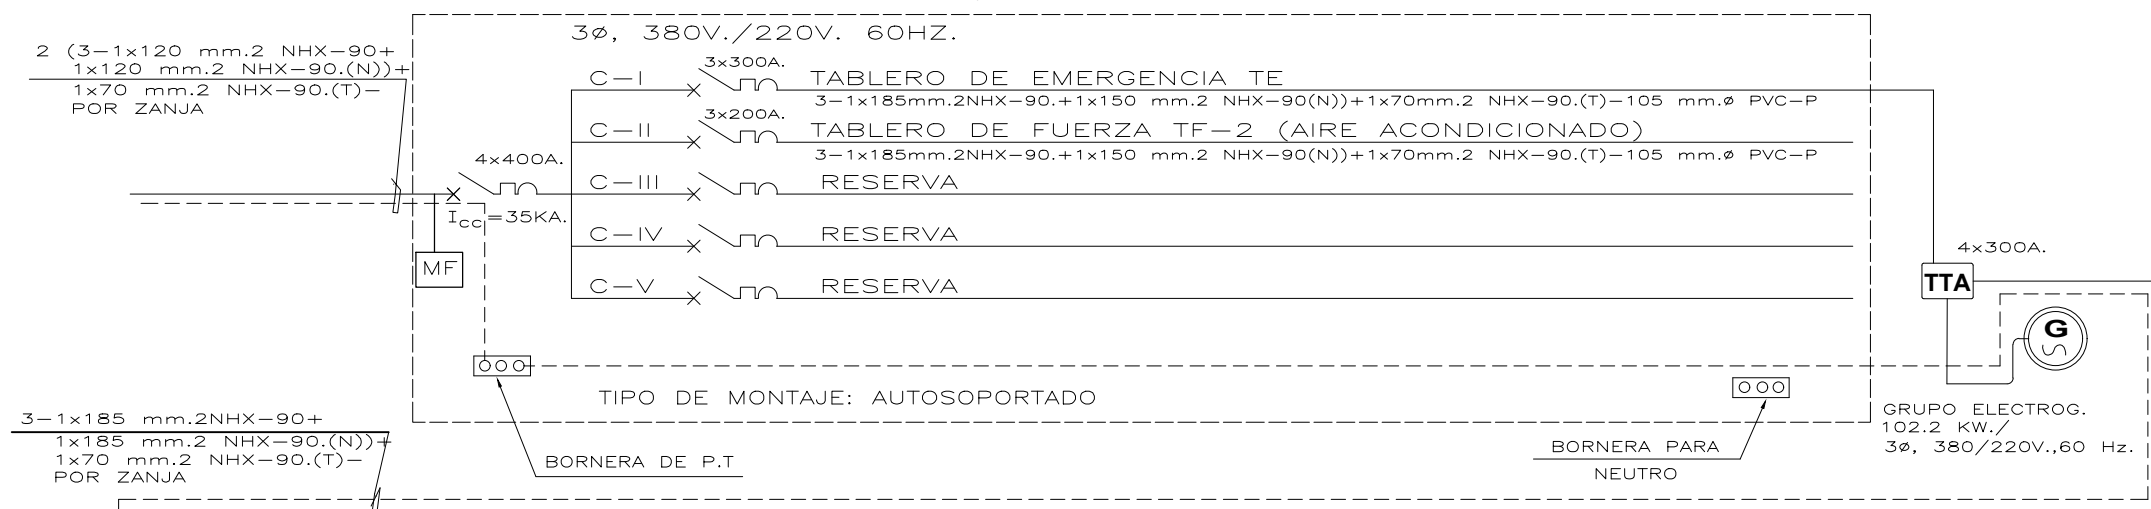 3ø, 380V./220V. 60HZ.
2 (3-1x120 mm.2 NHX-90+
1x120 mm.2 NHX-90.(N))+
1x70 mm.2 NHX-90.(T)-
POR ZANJA
C-I
3x300A.
TABLERO DE EMERGENCIA TE
3-1x185mm.2NHX-90.+1x150 mm.2 NHX-90(N))+1x70mm.2 NHX-90.(T)-105 mm.ø PVC-P
C-II
3x200A.
TABLERO DE FUERZA TF-2 (AIRE ACONDICIONADO)
3-1x185mm.2NHX-90.+1x150 mm.2 NHX-90(N))+1x70mm.2 NHX-90.(T)-105 mm.ø PVC-P
4x400A.
Icc=35KA.
C-III
RESERVA
C-IV
RESERVA
C-V
RESERVA
MF
4x300A.
TTA
G
TIPO DE MONTAJE: AUTOSOPORTADO
GRUPO ELECTROG.
102.2 KW./
3ø, 380/220V.,60 Hz.
3-1x185 mm.2NHX-90+
1x185 mm.2 NHX-90.(N))+
1x70 mm.2 NHX-90.(T)-
POR ZANJA
BORNERA DE P.T
BORNERA PARA
NEUTRO